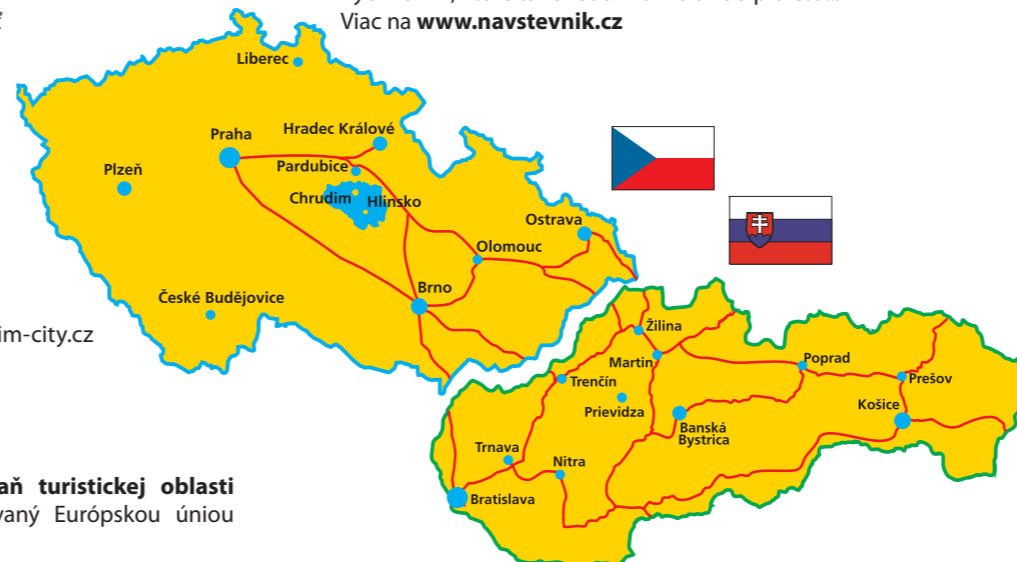 Viac na www.navstevnik.cz
Liberec
Praha
Hradec Králové
Plzeň
Pardubice
Chrudim
Hlinsko
Ostrava
Olomouc
České Budějovice
Brno
im-city.cz
Žilina
Martin
Poprad
Trenčín
Prešov
Prievidza
Košice
Banská
Bystrica
Trnava
Nitra
Bratislava
aň turistickej oblasti
vaný Európskou úniou